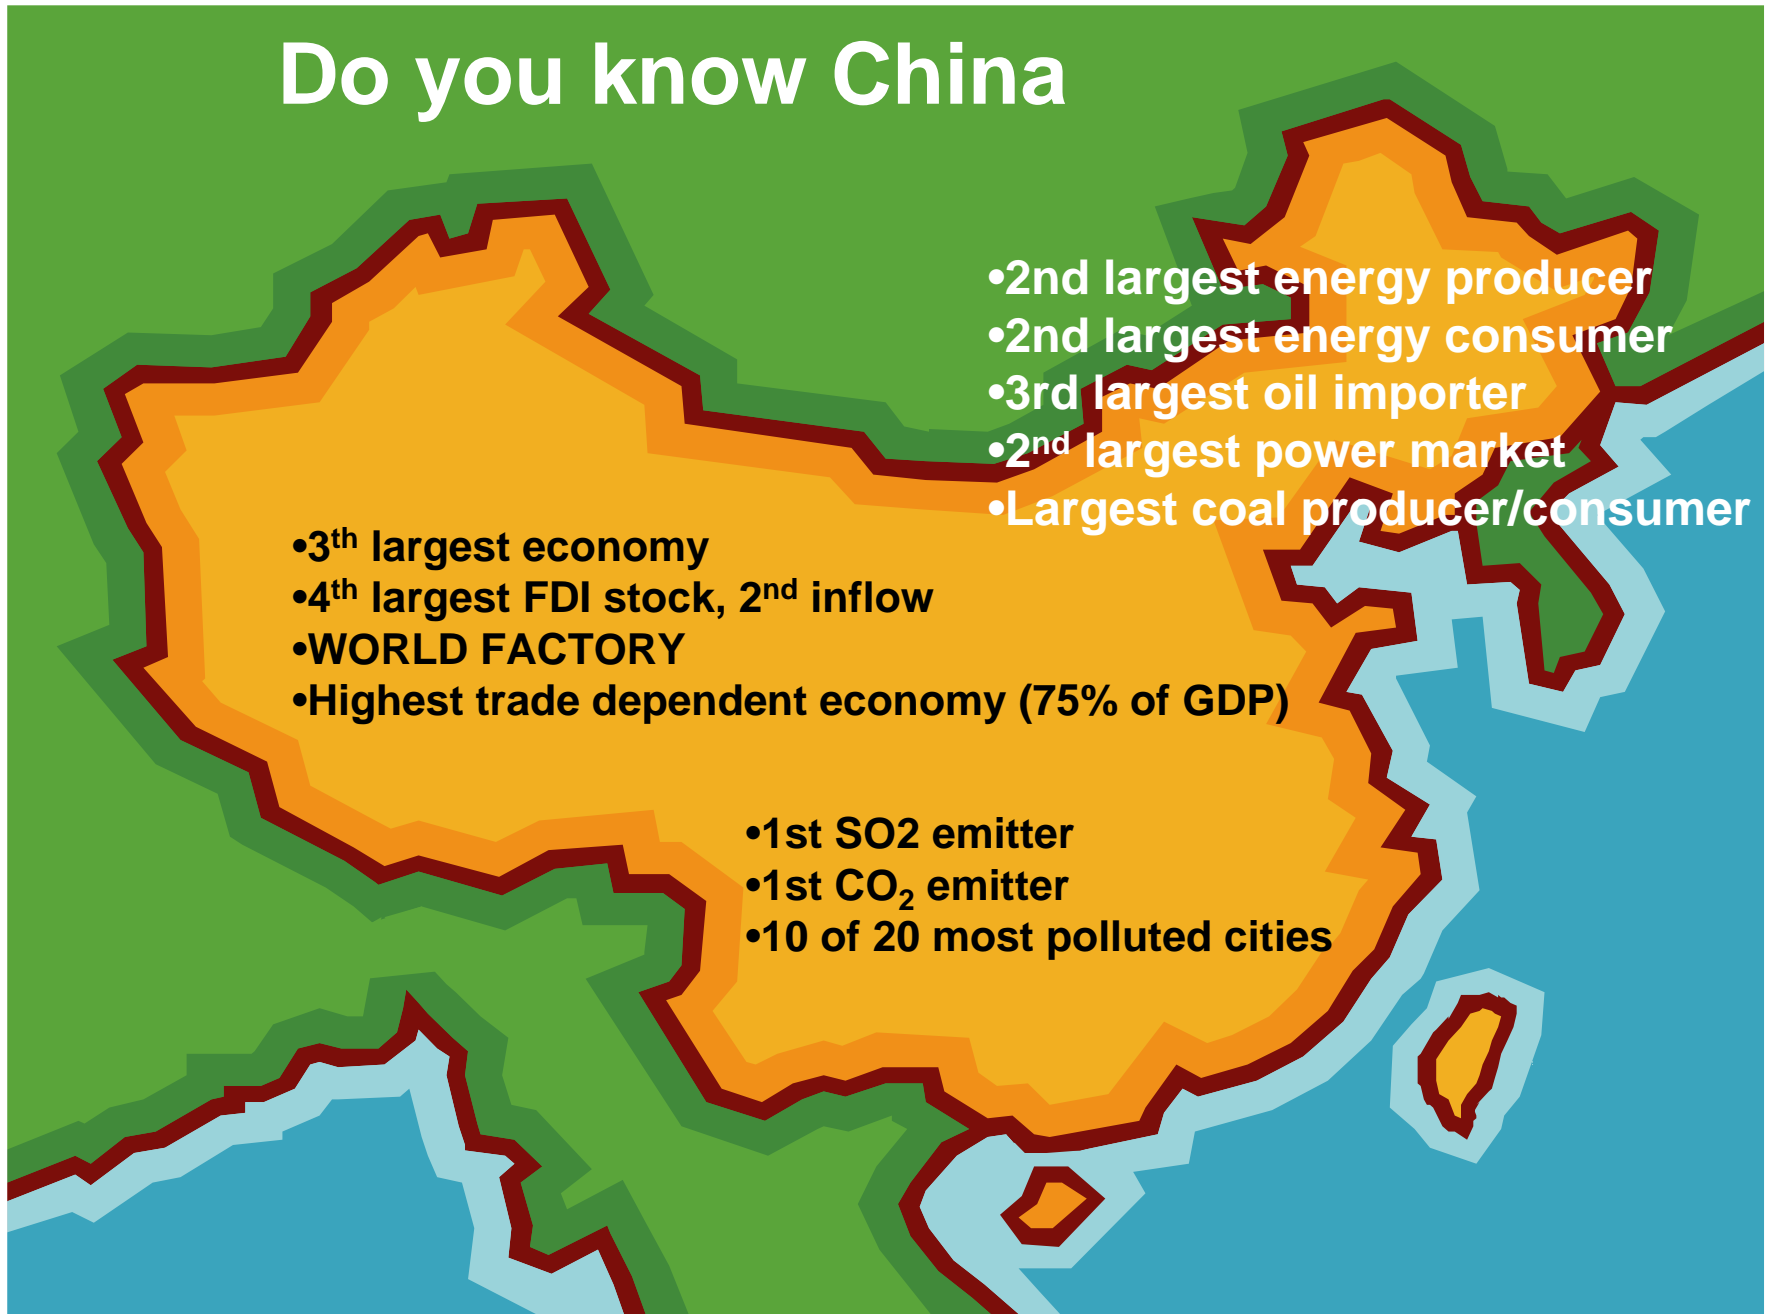 Do you know China
•2nd largest energy producer
•2nd largest energy consumer
•3rd largest oil importer
•2nd largest power market
•Largest coal producer/consumer
•3th largest economy
•4th largest FDI stock, 2nd inflow
•WORLD FACTORY
•Highest trade dependent economy (75% of GDP)
•1st SO2 emitter
•1st CO₂ emitter
•10 of 20 most polluted cities